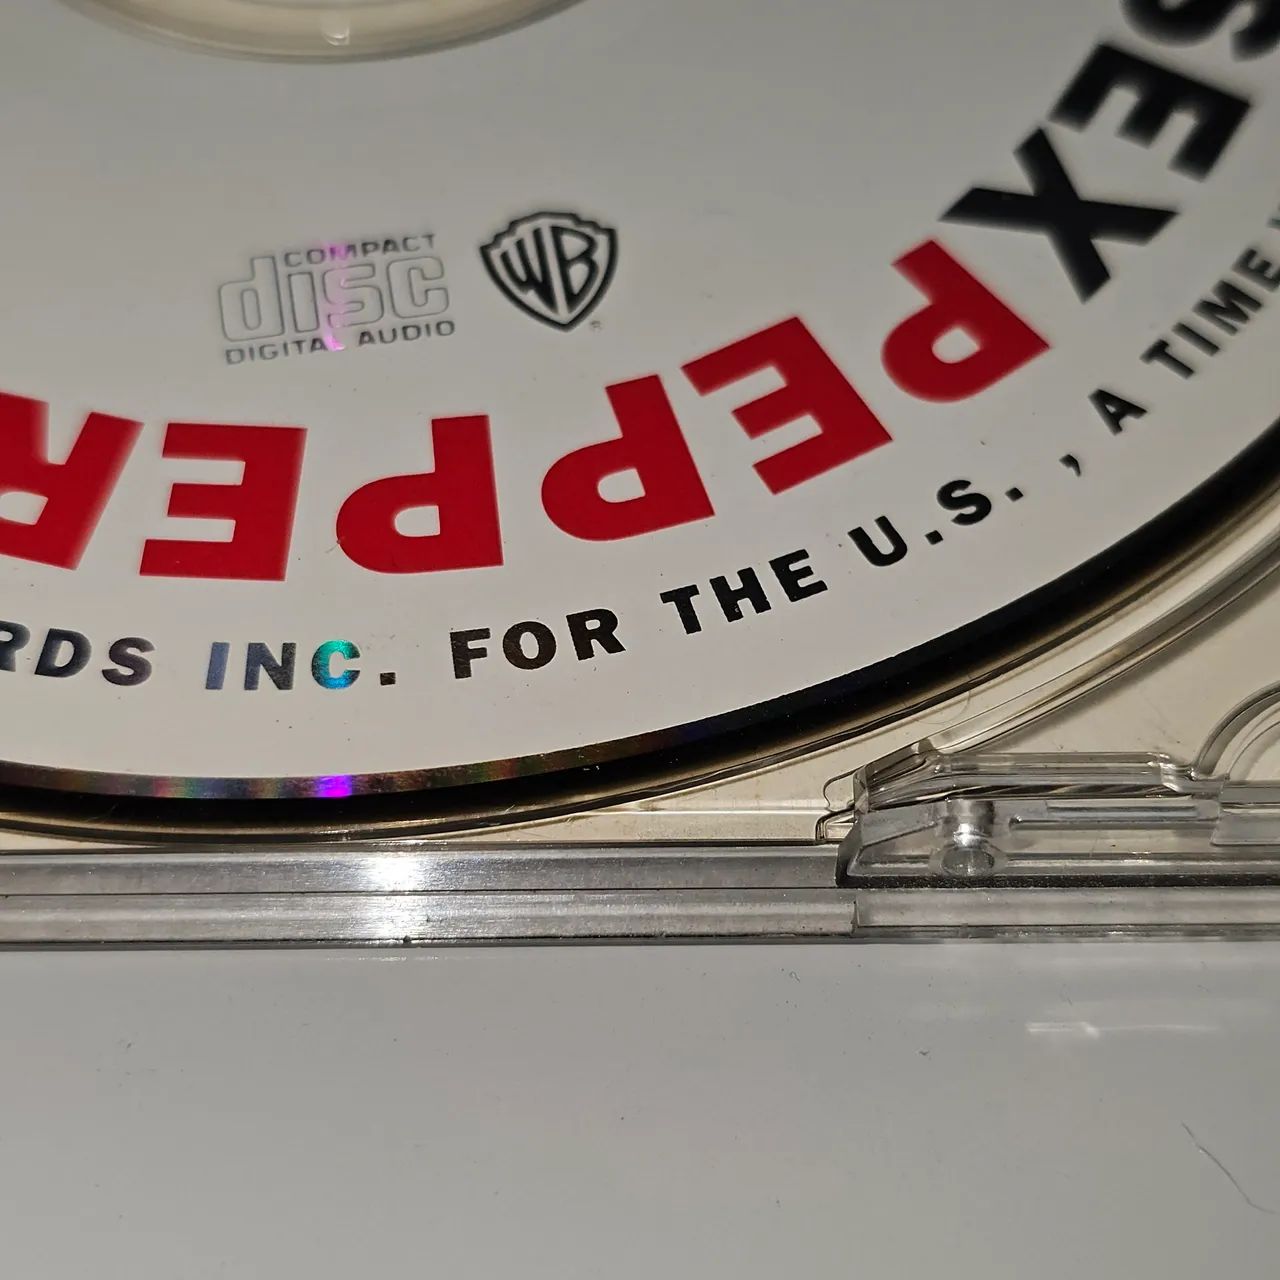 COMPACT
disc
DIGITAL AUDIO
WB
SEX
PEPPER
RDS INC. FOR THE U.S. , A TIME